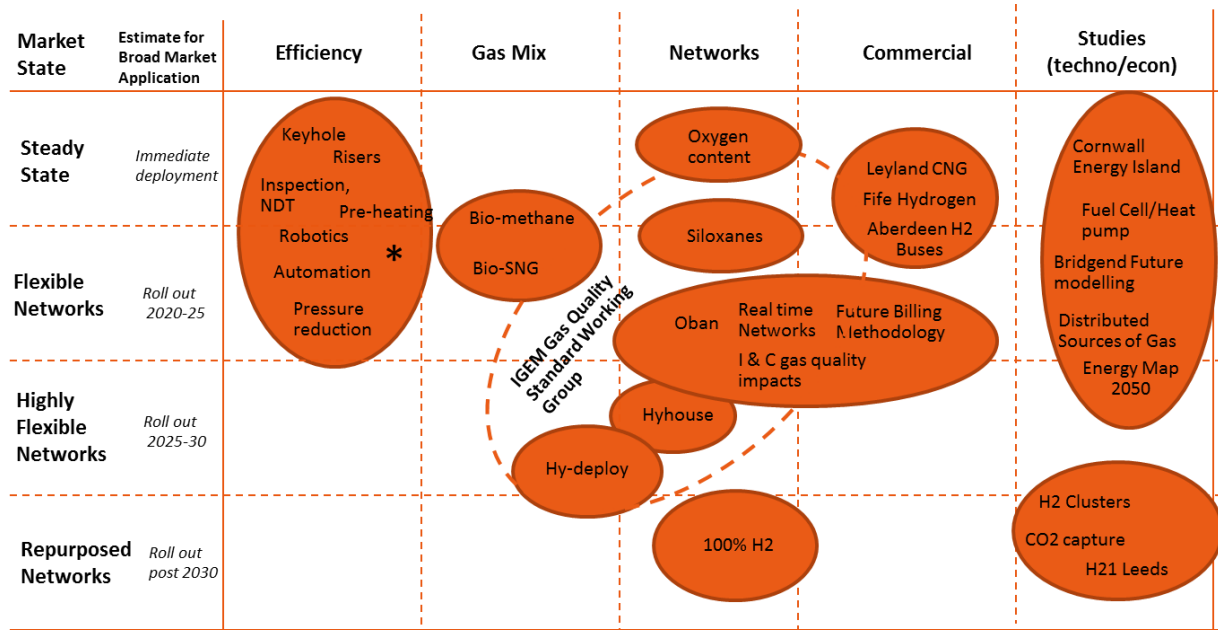 Market
State
Estimate for
Broad Market
Application
Efficiency
Gas Mix
Networks
Commercial
Studies
(techno/econ)
Steady
State
Immediate
deployment
Keyhole
Risers
Inspection,
NDT
Pre-heating
Robotics
*
Automation
Pressure
reduction
Bio-methane
Bio-SNG
Oxygen
content
Siloxanes
Leyland CNG
Fife Hydrogen
Aberdeen H2
Buses
Cornwall
Energy Island
Fuel Cell/Heat
pump
Bridgend Future
modelling
Distributed
Sources of Gas
Energy Map
2050
Flexible
Networks
Roll out
2020-25
IGEM Gas Quality
Standard Working
Group
Oban
Real time
Networks
Future Billing
Methodology
I & C gas quality
impacts
Highly
Flexible
Networks
Roll out
2025-30
Hyhouse
Hy-deploy
Repurposed
Networks
Roll out
post 2030
100% H2
H2 Clusters
CO2 capture
H21 Leeds